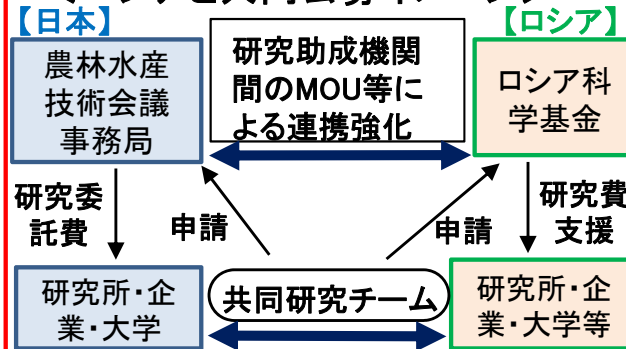 【日本】
【ロシア】
農林水産
技術会議
事務局
研究助成機関
間のMOU等に
よる連携強化
ロシア科
学基金
研究委
託費
申請
申請
研究費
支援
研究所・企
業・大学
共同研究チーム
研究所・企
業・大学等